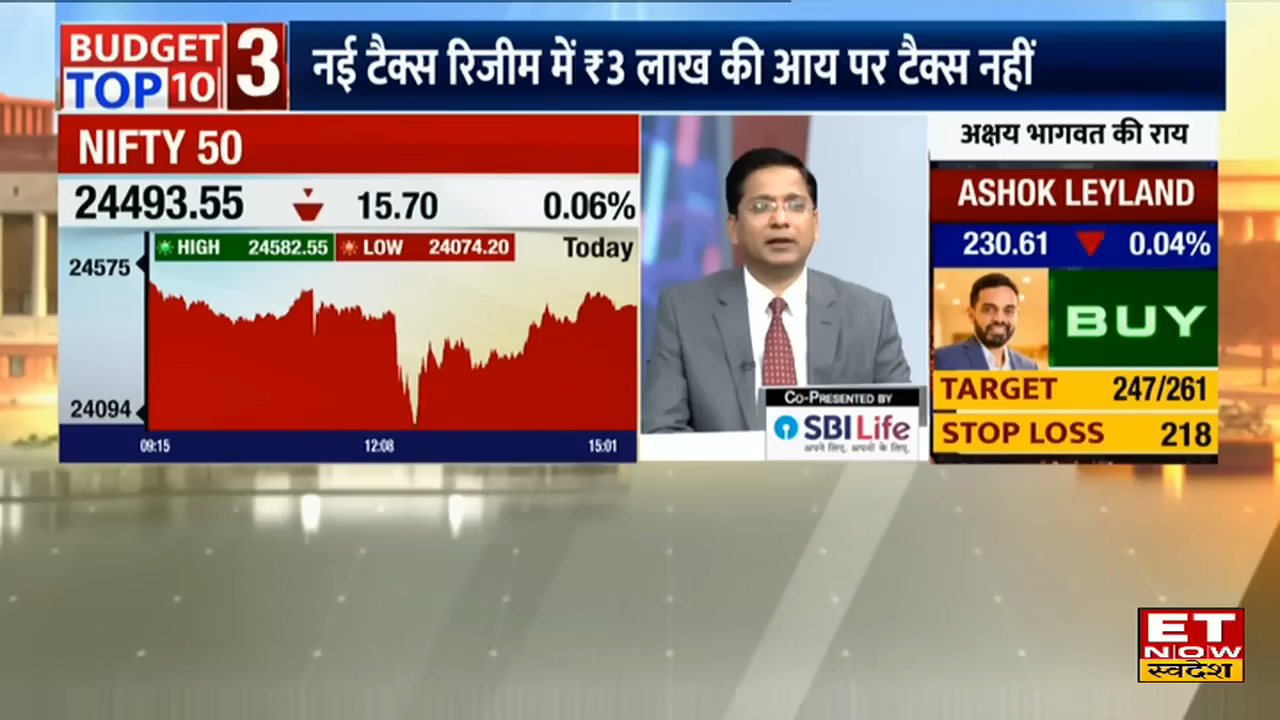 BUDGET
TOP 10
3
नई टैक्स रिजीम में ₹3 लाख की आय पर टैक्स नहीं
NIFTY 50
24493.55 15.70 0.06%
HIGH 24582.55 LOW 24074.20 Today
24575
24094
09:15 12:08 15:01
CO-PRESENTED BY
SBI Life
अपने लिए. अपनों के लिए.
अक्षय भागवत की राय
ASHOK LEYLAND
230.61 0.04%
BUY
TARGET 247/261
STOP LOSS 218
ET
NOW
स्वदेश